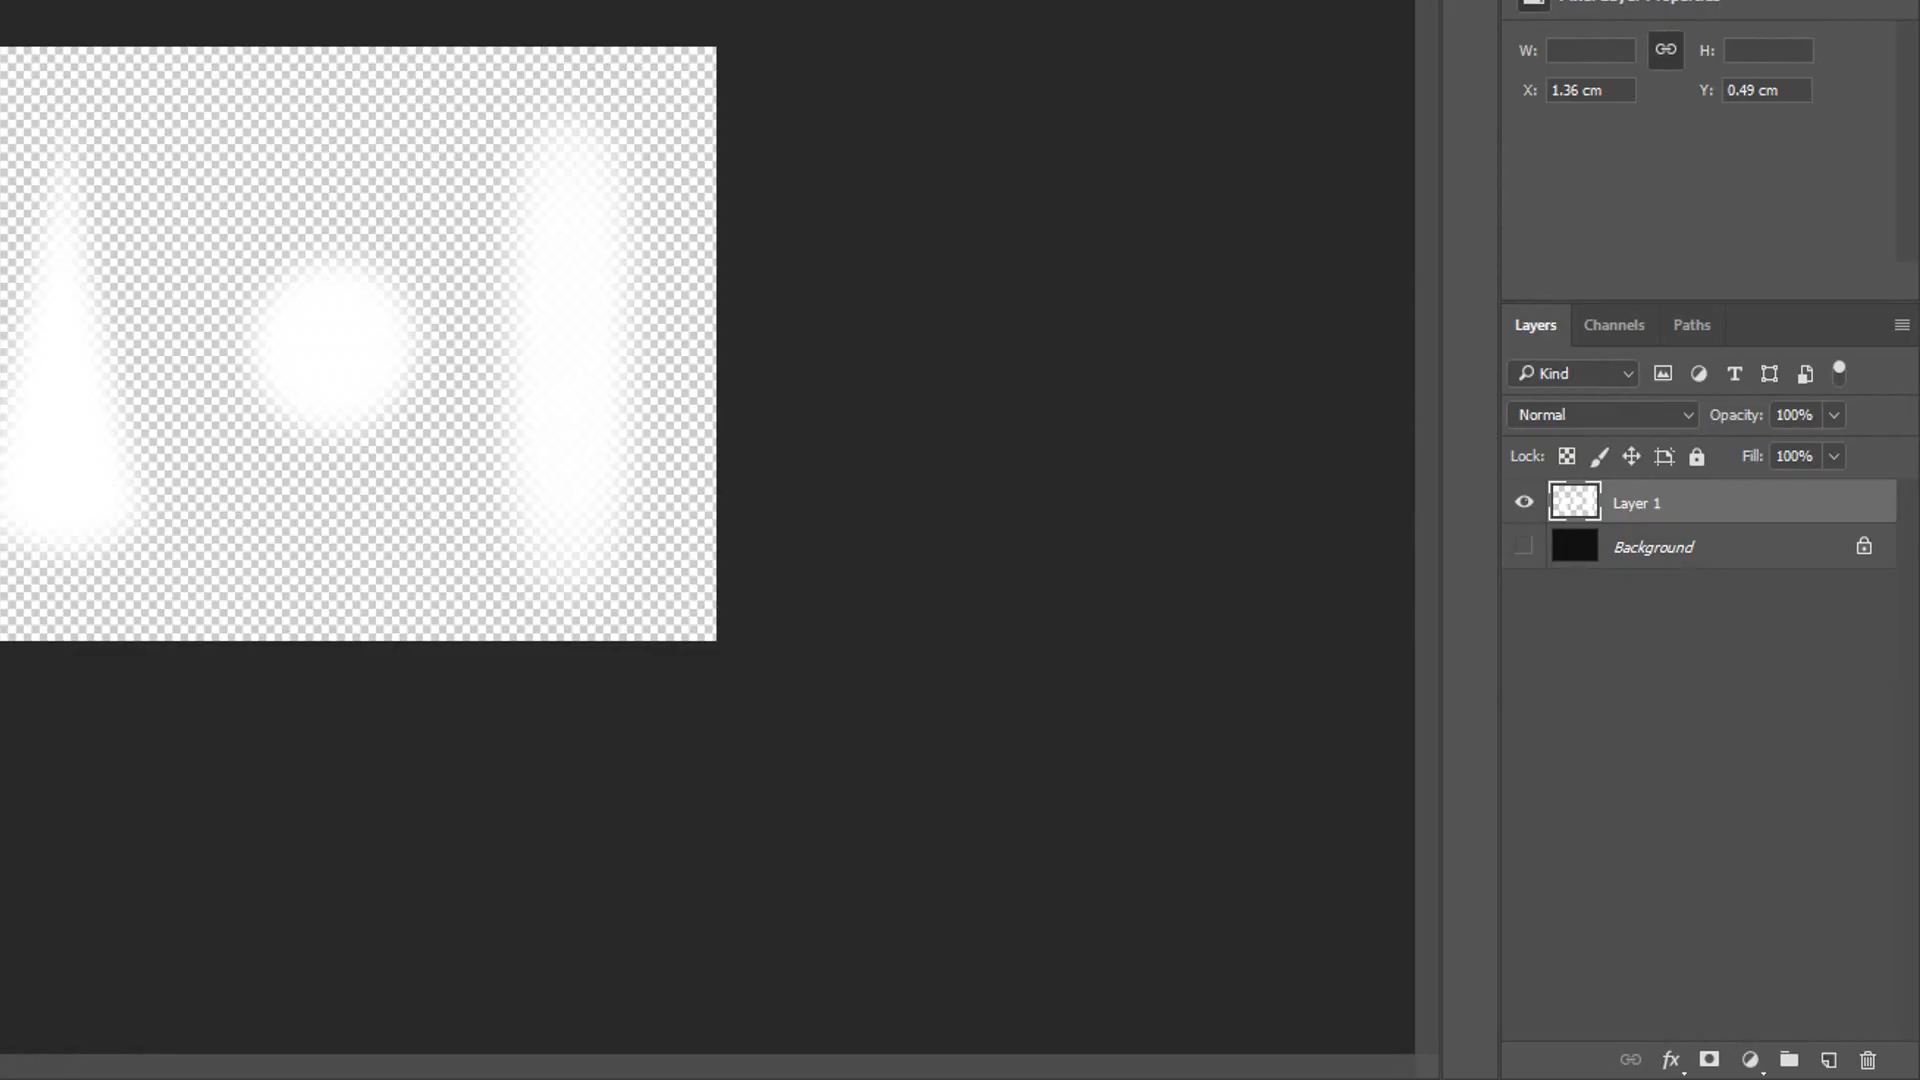 W: H:
X: 1.36 cm Y: 0.49 cm
Layers Channels Paths
Kind
Normal Opacity: 100%
Lock: Fill: 100%
Layer 1
Background
fx